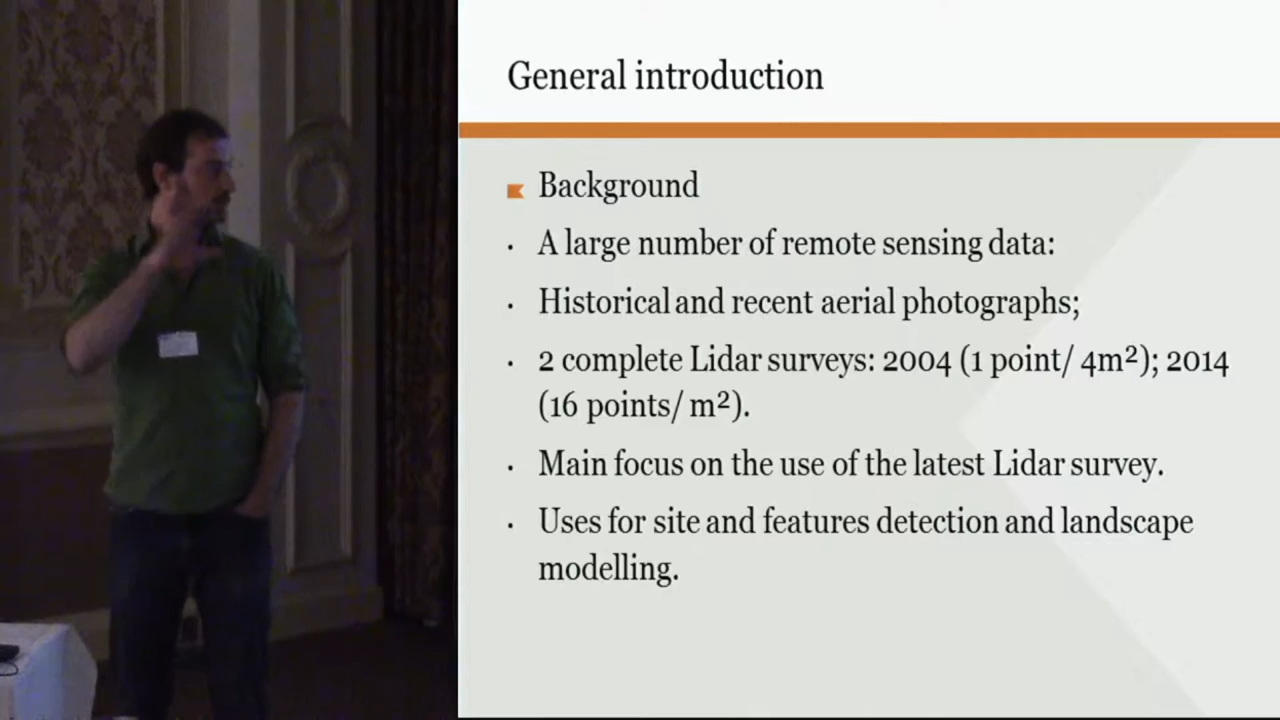 General introduction
Background
· A large number of remote sensing data:
· Historical and recent aerial photographs;
· 2 complete Lidar surveys: 2004 (1 point/ 4m²); 2014
(16 points/ m²).
· Main focus on the use of the latest Lidar survey.
· Uses for site and features detection and landscape
modelling.